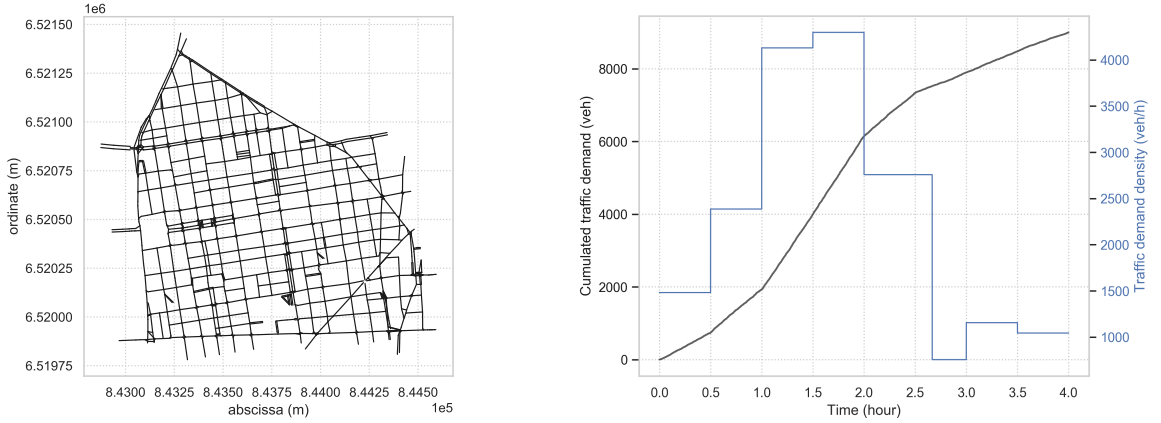 1e6
6.52150
6.52125
6.52100
6.52075
6.52050
6.52025
6.52000
6.51975
ordinate (m)
8.4300 8.4325 8.4350 8.4375 8.4400 8.4425 8.4450
abscissa (m)
1e5
8000
6000
4000
2000
0
Cumulated traffic demand (veh)
0.0 0.5 1.0 1.5 2.0 2.5 3.0 3.5 4.0
Time (hour)
4000
3500
3000
2500
2000
1500
1000
Traffic demand density (veh/h)